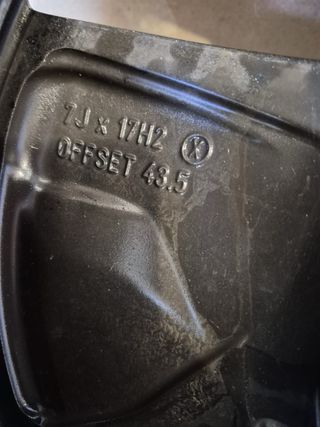 7J x 17H2 Ⓧ
OFFSET 43.5